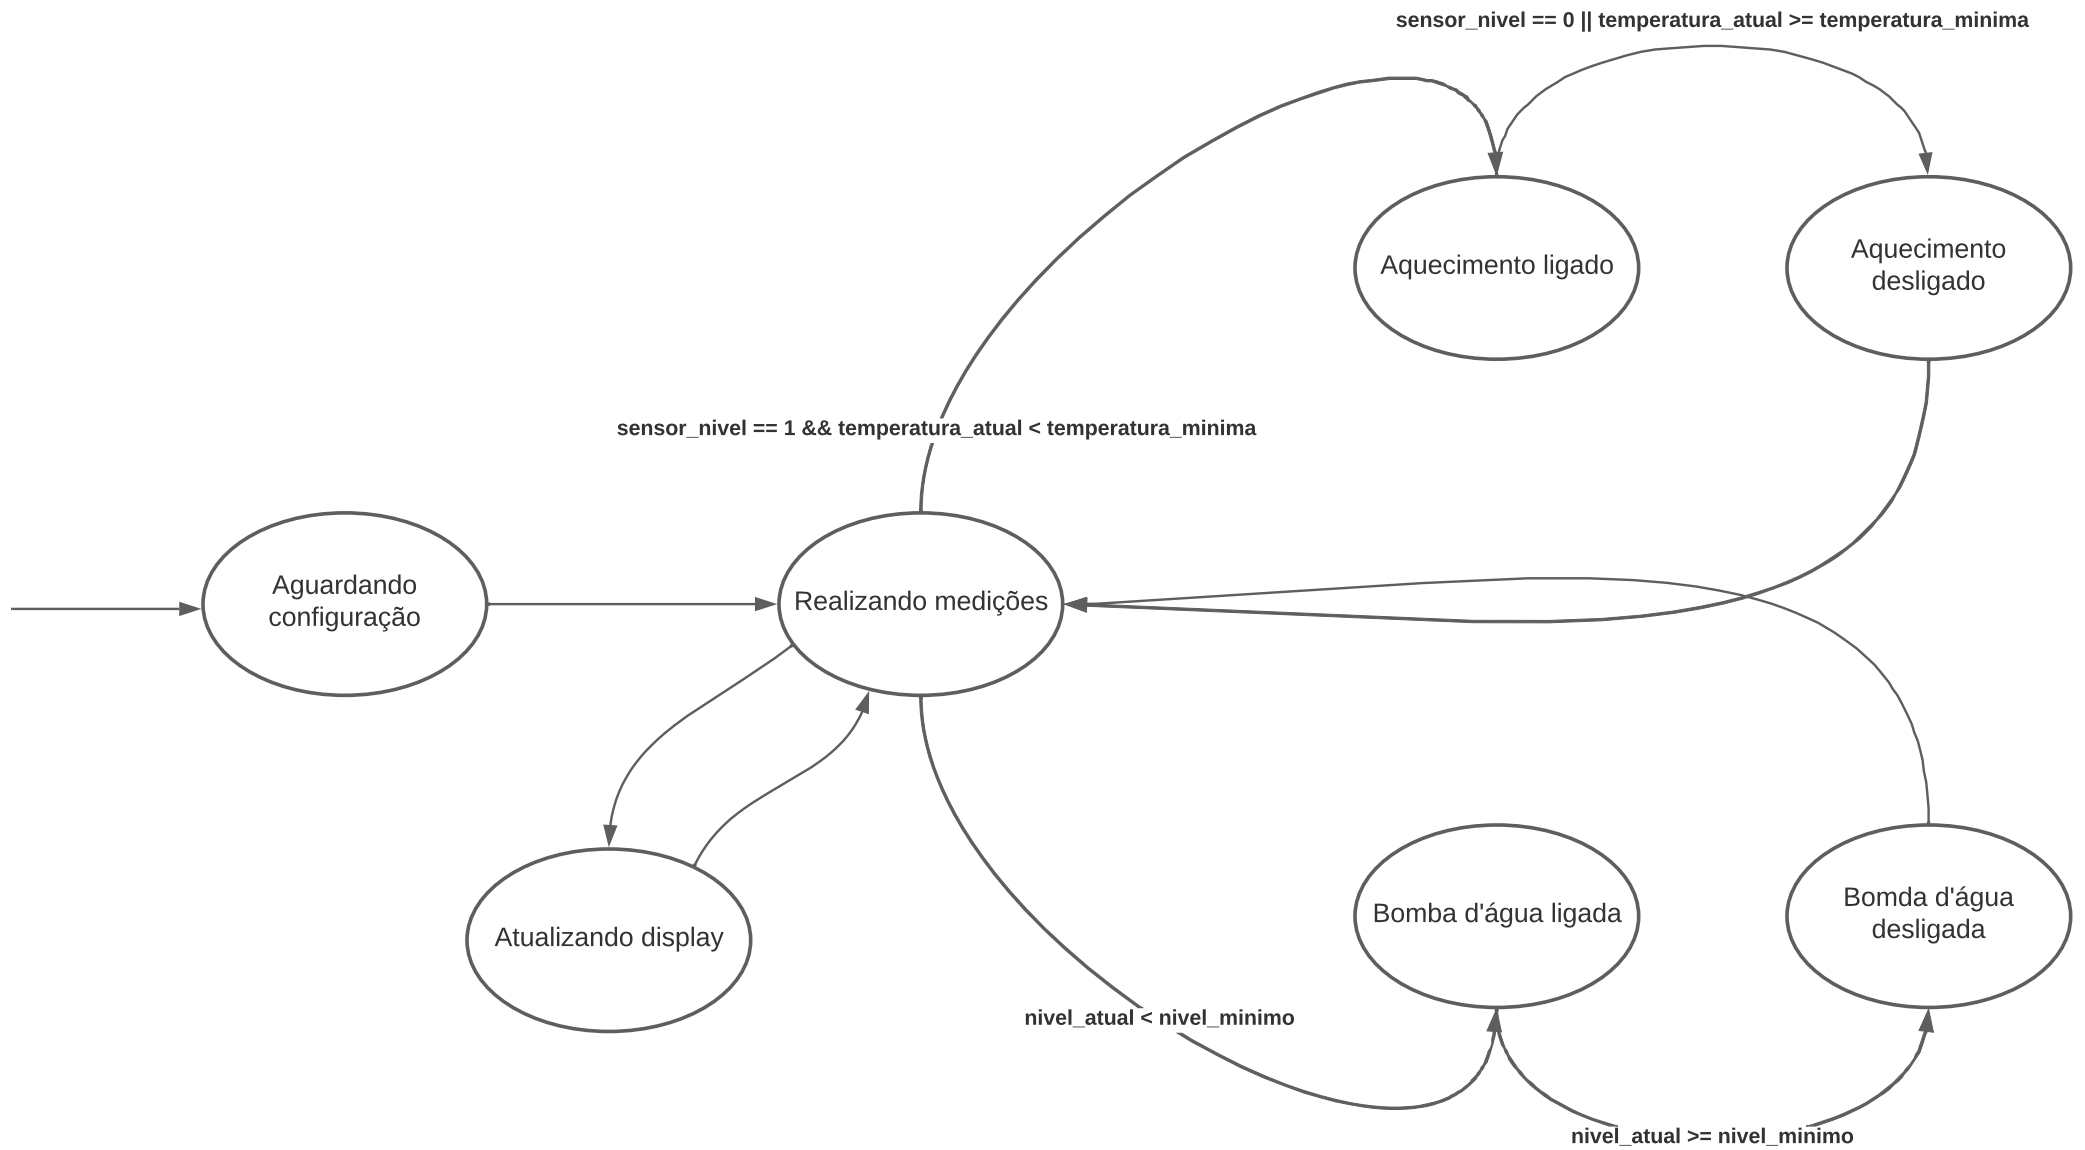 sensor_nivel == 0 || temperatura_atual >= temperatura_minima
Aquecimento ligado
Aquecimento
desligado
sensor_nivel == 1 && temperatura_atual < temperatura_minima
Aguardando
configuração
Realizando medições
Atualizando display
Bomba d'água ligada
Bomda d'água
desligada
nivel_atual < nivel_minimo
nivel_atual >= nivel_minimo